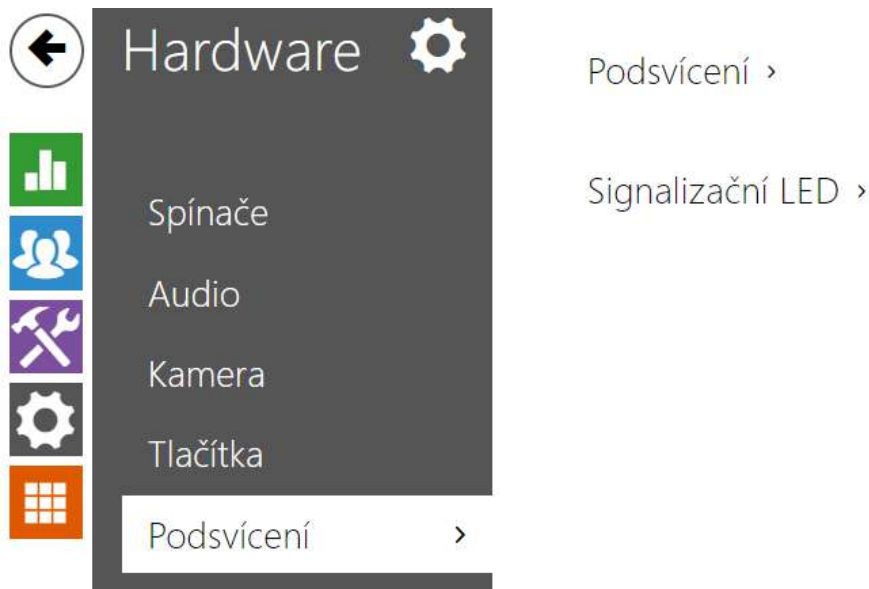 Hardware
Spínače
Audio
Kamera
Tlačítka
Podsvícení
Podsvícení
Signalizační LED